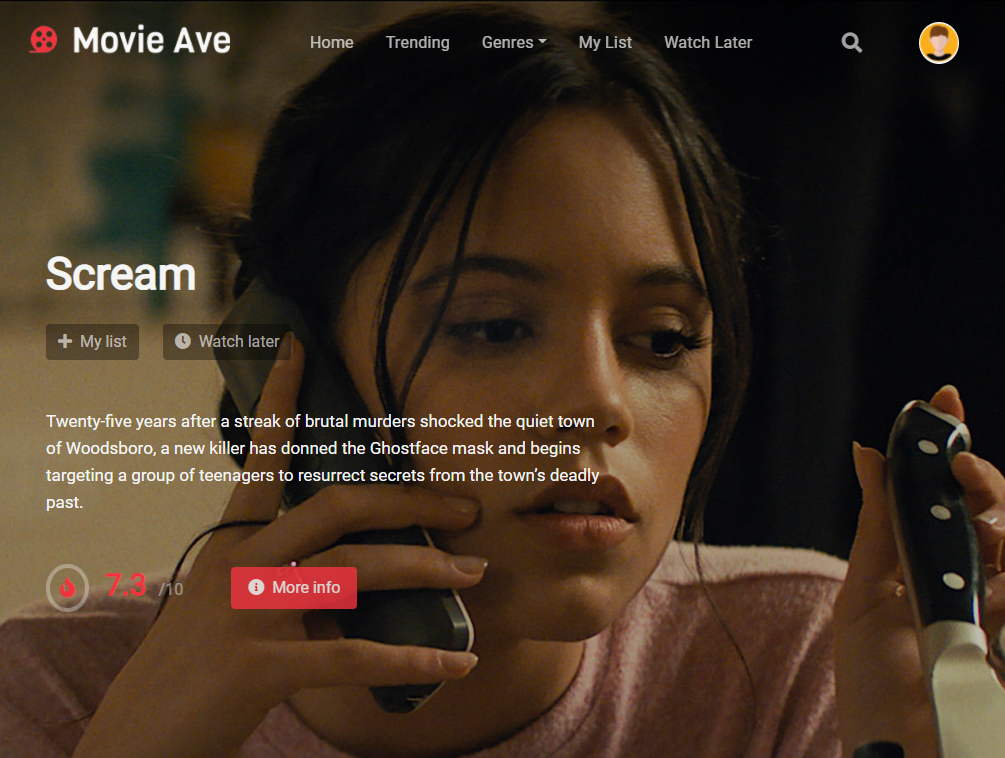 Movie Ave
Home
Trending
Genres
My List
Watch Later
Scream
My list
Watch later
Twenty-five years after a streak of brutal murders shocked the quiet town
of Woodsboro, a new killer has donned the Ghostface mask and begins
targeting a group of teenagers to resurrect secrets from the town’s deadly
past.
7.3 /10
More info